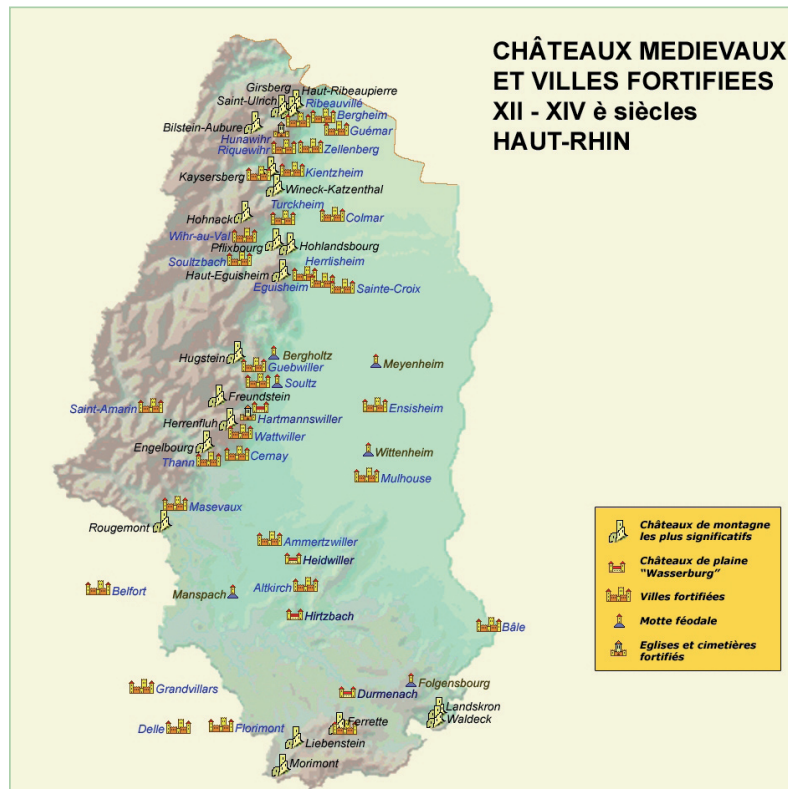 CHÂTEAUX MEDIEVAUX
ET VILLES FORTIFIEES
XII - XIV è siècles
HAUT-RHIN
Girsberg
Haut-Ribeaupierre
Saint-Ulrich
Ribeauvillé
Bergheim
Bilstein-Aubure
Guémar
Hunawihr
Riquewihr
Zellenberg
Kientzheim
Kaysersberg
Wineck-Katzenthal
Turckheim
Hohnack
Colmar
Wihr-au-Val
Pflixbourg
Hohlandsbourg
Soultzbach
Herrlisheim
Haut-Eguisheim
Eguisheim
Sainte-Croix
Hugstein
Bergholtz
Meyenheim
Guebwiller
Soultz
Freundstein
Saint-Amarin
Ensisheim
Hartmannswiller
Herrenfluh
Wattwiller
Engelbourg
Wittenheim
Cernay
Thann
Mulhouse
Masevaux
Rougemont
Ammertzwiller
Heidwiller
Belfort
Manspach
Altkirch
Hirtzbach
Bâle
Folgensbourg
Grandvillars
Durmenach
Landskron
Waldeck
Ferrette
Delle
Florimont
Liebenstein
Morimont
Châteaux de montagne
les plus significatifs
Châteaux de plaine
"Wasserburg"
Villes fortifiées
Motte féodale
Eglises et cimetières
fortifiés